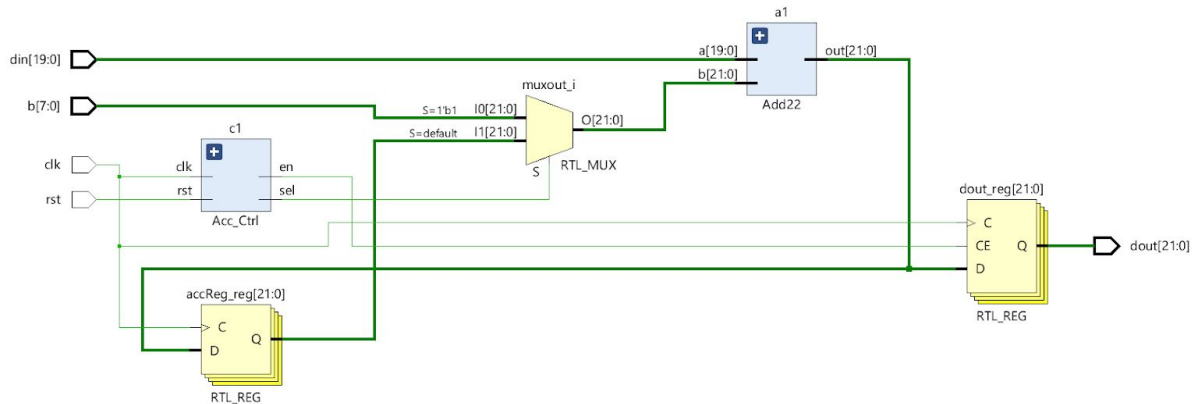 a1
din[19:0]
a[19:0]
out[21:0]
b[21:0]
Add22
muxout_i
b[7:0]
S=1'b1
I0[21:0]
O[21:0]
S=default
I1[21:0]
S
RTL_MUX
c1
clk
clk
en
rst
rst
sel
Acc_Ctrl
dout_reg[21:0]
C
CE
Q
dout[21:0]
D
RTL_REG
accReg_reg[21:0]
C
Q
D
RTL_REG